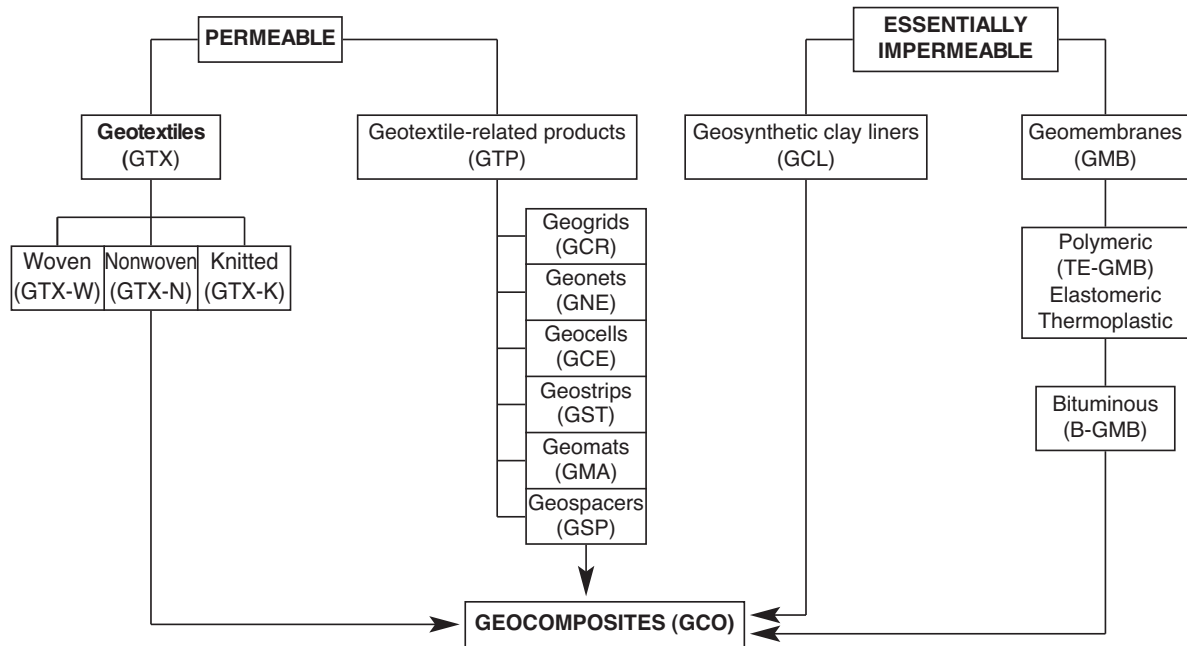 PERMEABLE
ESSENTIALLY
IMPERMEABLE
Geotextiles
(GTX)
Geotextile-related products
(GTP)
Geosynthetic clay liners
(GCL)
Geomembranes
(GMB)
Woven
(GTX-W)
Nonwoven
(GTX-N)
Knitted
(GTX-K)
Geogrids
(GCR)
Geonets
(GNE)
Geocells
(GCE)
Geostrips
(GST)
Geomats
(GMA)
Geospacers
(GSP)
Polymeric
(TE-GMB)
Elastomeric
Thermoplastic
Bituminous
(B-GMB)
GEOCOMPOSITES (GCO)